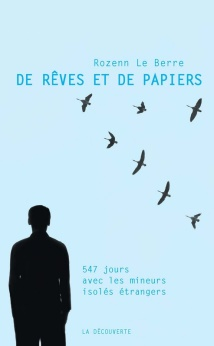 Rozenn Le Berre
DE RÊVES ET DE PAPIERS
547 jours
avec les mineurs
isolés étrangers
LA DÉCOUVERTE